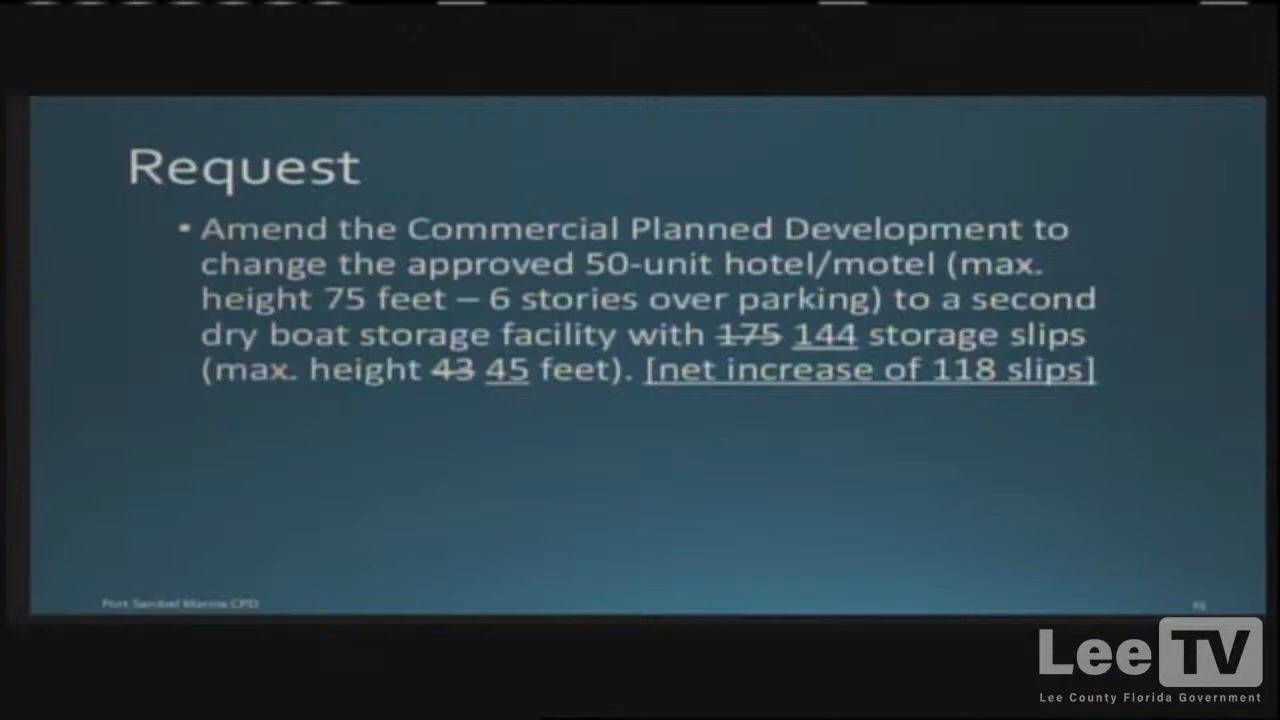 Request
▪ Amend the Commercial Planned Development to
change the approved 50-unit hotel/motel (max.
height 75 feet – 6 stories over parking) to a second
dry boat storage facility with 175 144 storage slips
(max. height 43 45 feet). [net increase of 118 slips]
Port Sanibel Marina CPD
Lee TV
Lee County Florida Government